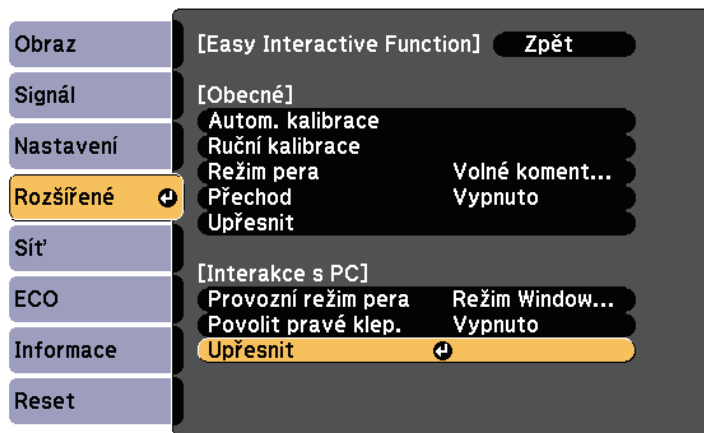 Obraz
Signál
Nastavení
Rozšířené
Síť
ECO
Informace
Reset
[Easy Interactive Function] Zpět
[Obecné]
Autom. kalibrace
Ruční kalibrace
Režim pera Volné koment...
Přechod Vypnuto
Upřesnit
[Interakce s PC]
Provozní režim pera Režim Window...
Povolit pravé klep. Vypnuto
Upřesnit